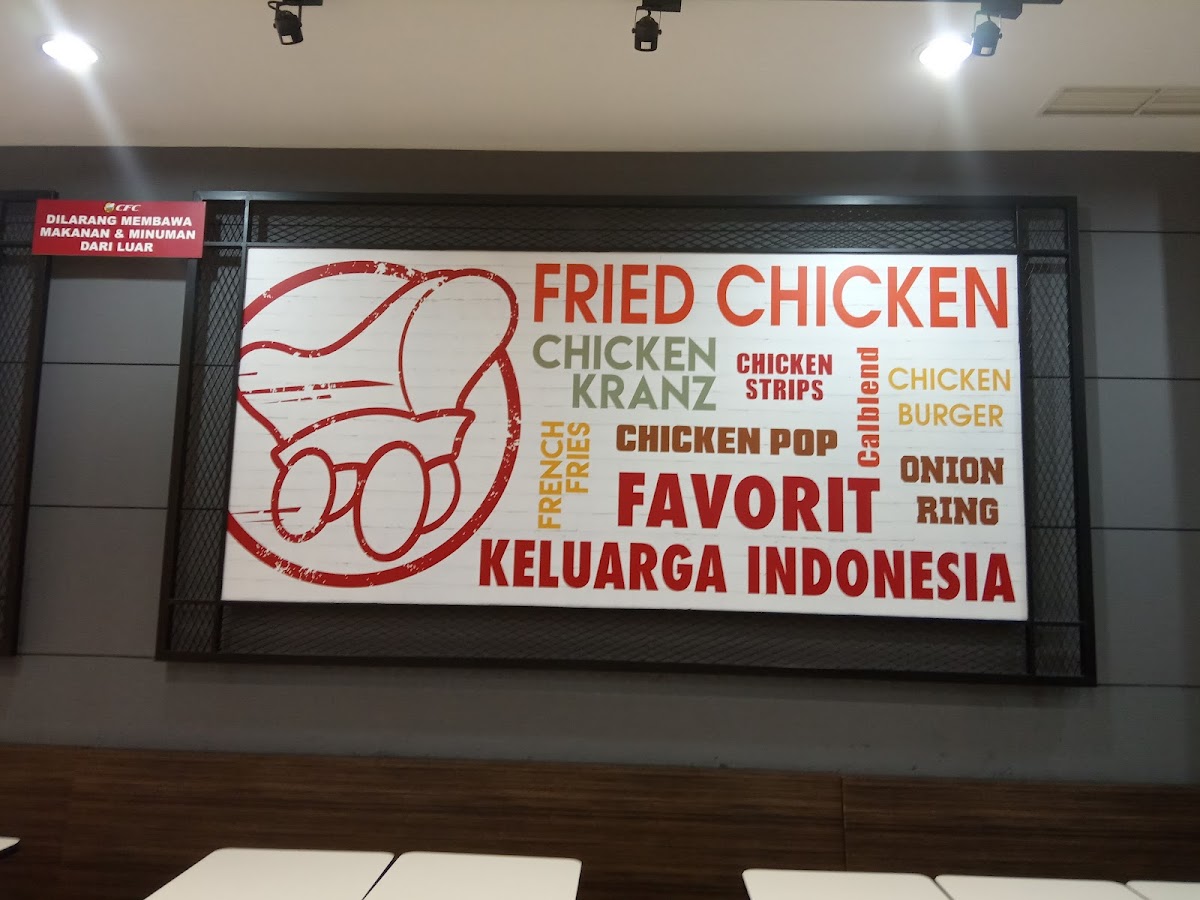 CFC
DILARANG MEMBAWA
MAKANAN & MINUMAN
DARI LUAR
FRIED CHICKEN
CHICKEN
KRANZ
CHICKEN
STRIPS
Calblend
CHICKEN
BURGER
FRENCH
FRIES
CHICKEN POP
ONION
RING
FAVORIT
KELUARGA INDONESIA